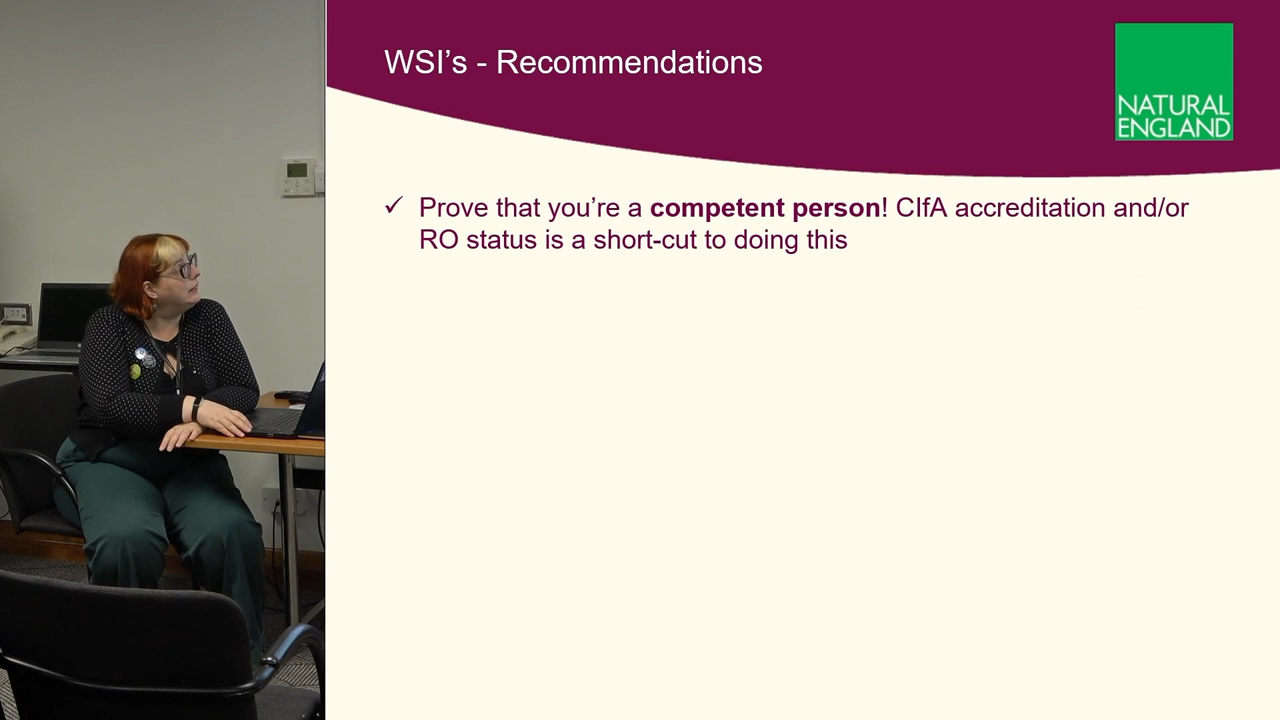 WSI’s - Recommendations
NATURAL
ENGLAND
✓ Prove that you’re a competent person! CIfA accreditation and/or
RO status is a short-cut to doing this